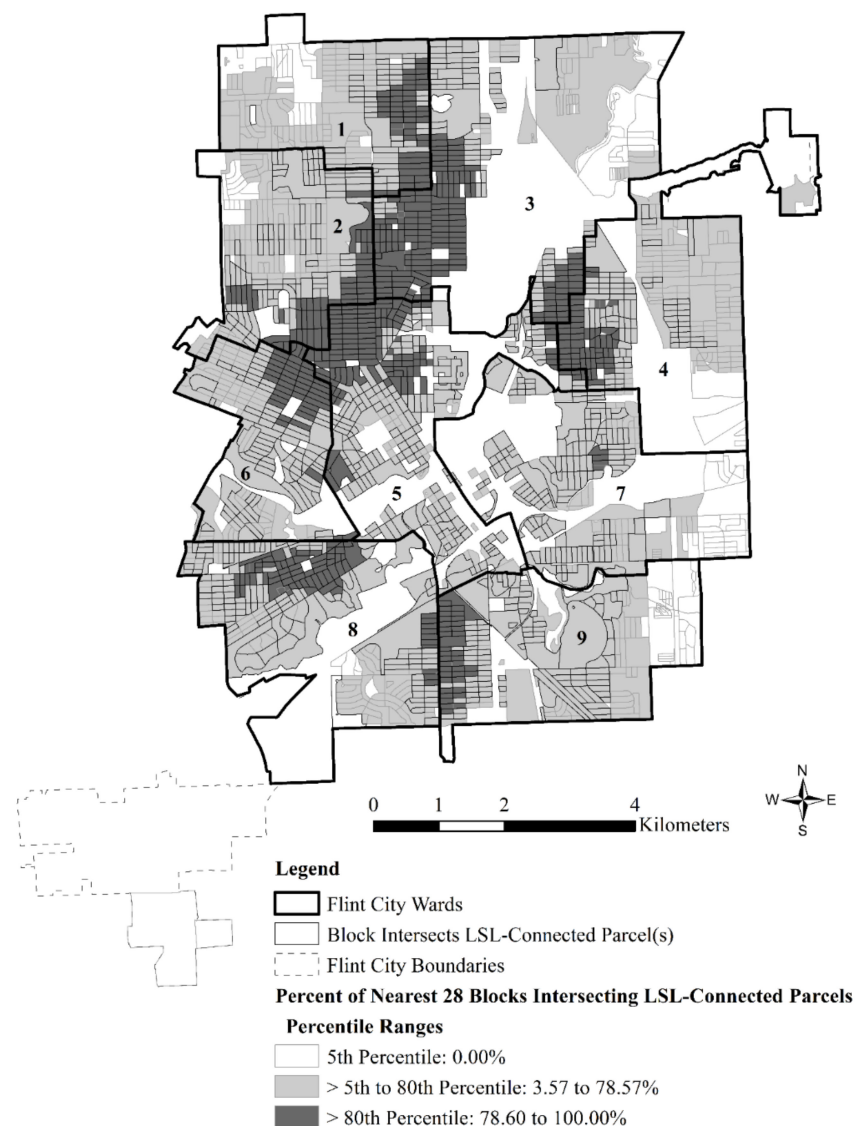 1
2
3
4
5
6
7
8
9
N
W E
S
0 1 2 4
Kilometers
Legend
Flint City Wards
Block Intersects LSL-Connected Parcel(s)
Flint City Boundaries
Percent of Nearest 28 Blocks Intersecting LSL-Connected Parcels
Percentile Ranges
5th Percentile: 0.00%
> 5th to 80th Percentile: 3.57 to 78.57%
> 80th Percentile: 78.60 to 100.00%